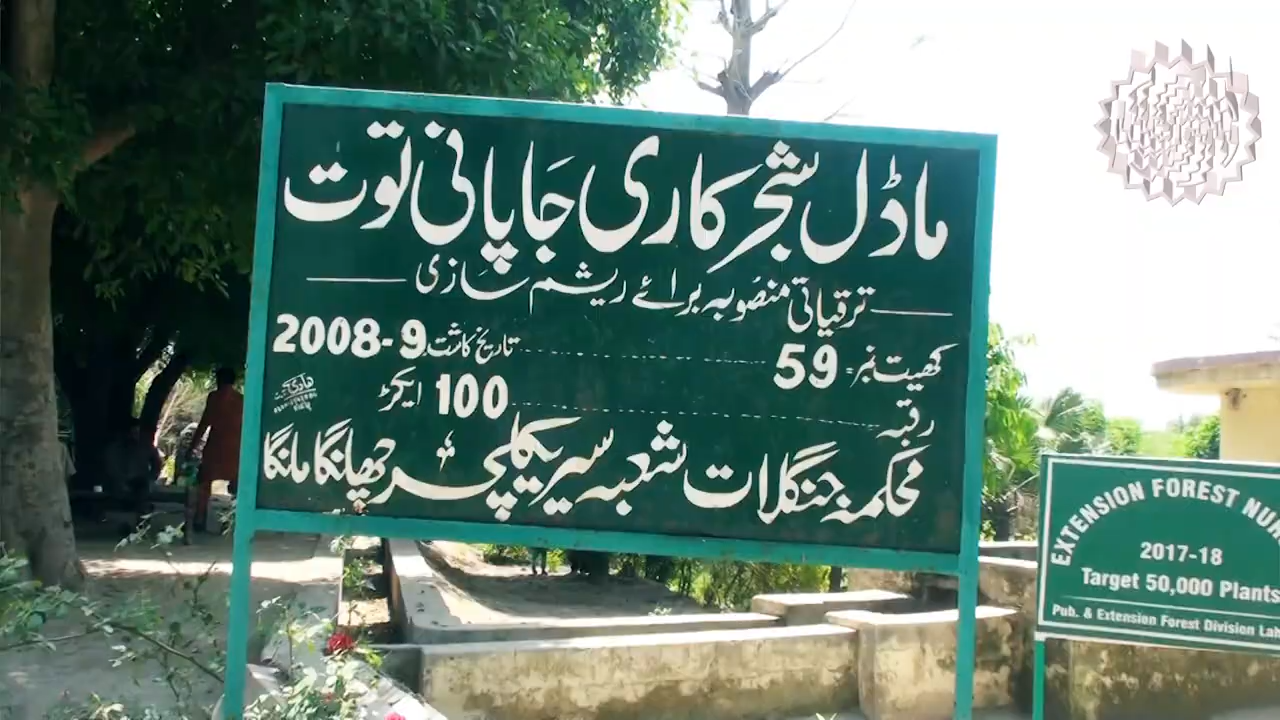 ماڈل شجرکاری جاپانی توت
ترقیاتی منصوبہ برائے ریشم سازی
کھیت نمبر 59 تاریخ کاشت 2008-9
رقبہ 100 ایکڑ
محکمہ جنگلات شعبہ سیریکلچر چھانگا مانگا
EXTENSION FOREST NU
2017-18
Target 50,000 Plants
Pub. & Extension Forest Division